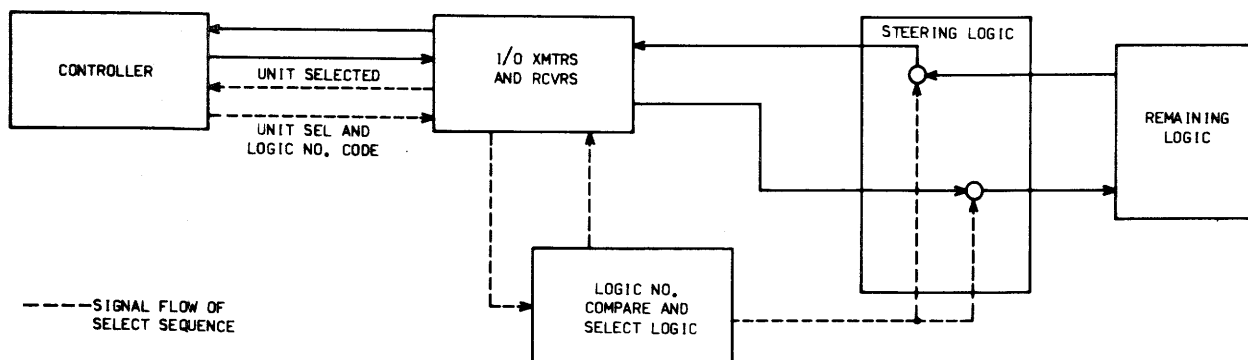 STEERING LOGIC
CONTROLLER
UNIT SELECTED
I/O XMTRS
AND RCVRS
UNIT SEL AND
LOGIC NO. CODE
REMAINING
LOGIC
LOGIC NO.
COMPARE AND
SELECT LOGIC
SIGNAL FLOW OF
SELECT SEQUENCE